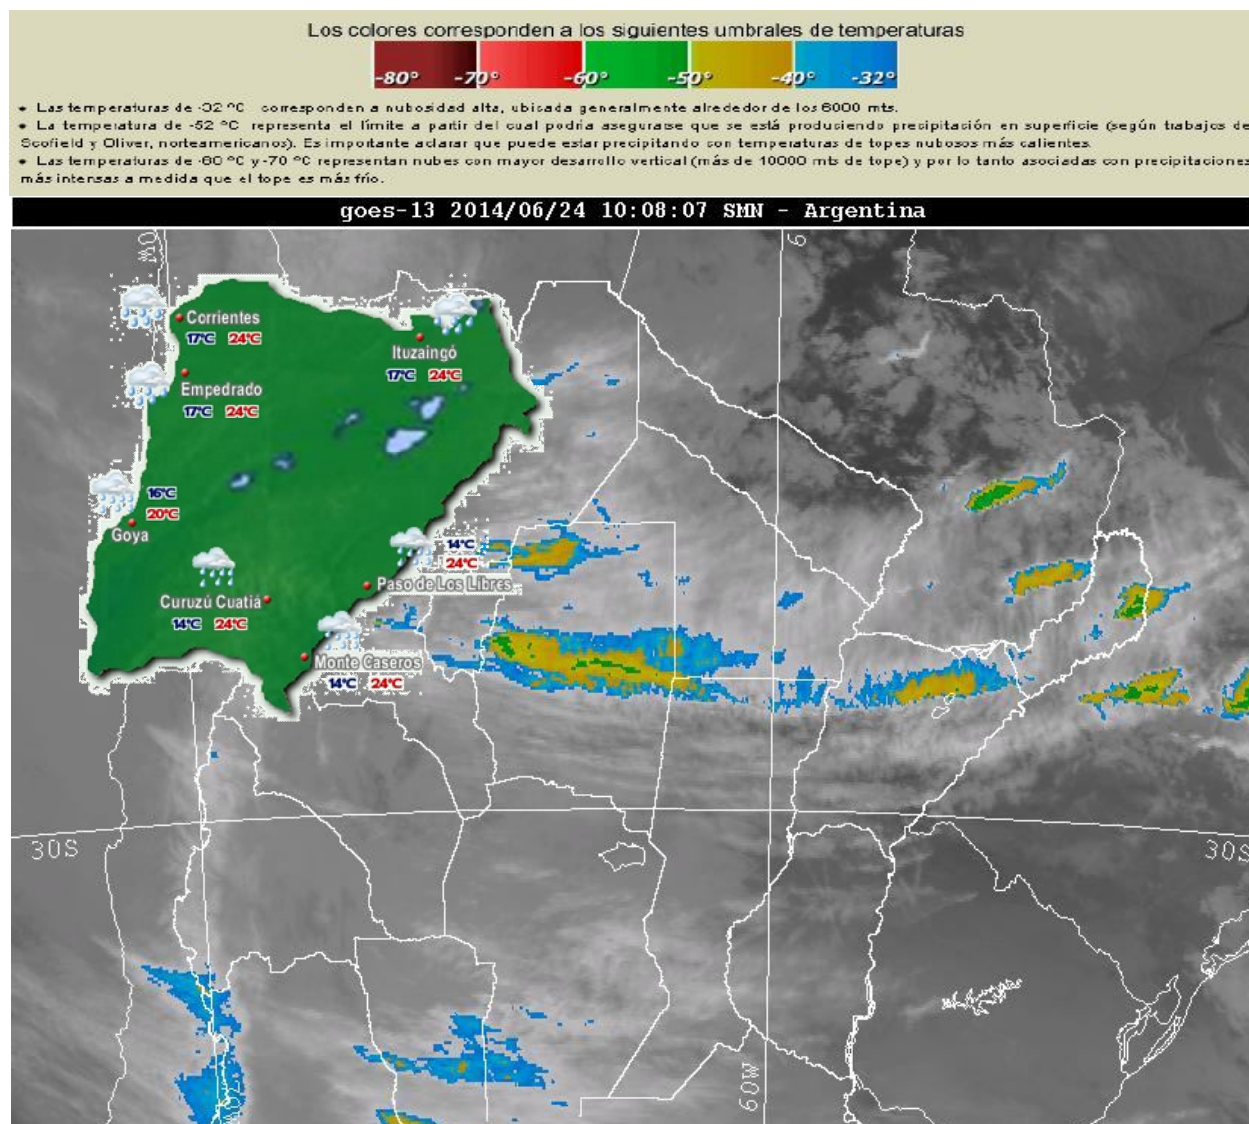 Los colores corresponden a los siguientes umbrales de temperaturas
-80° -70° -60° -50° -40° -32°
• Las temperaturas de -32 ºC corresponden a nubosidad alta, ubicada generalmente alrededor de los 6000 mts.
• La temperatura de -52 ºC representa el límite a partir del cual podría asegurarse que se está produciendo precipitación en superficie (según trabajos de
Scofield y Oliver, norteamericanos). Es importante aclarar que puede estar precipitando con temperaturas de topes nubosos más calientes.
• Las temperaturas de -60 ºC y -70 ºC representan nubes con mayor desarrollo vertical (más de 10000 mts de tope) y por lo tanto asociadas con precipitaciones
más intensas a medida que el tope es más frío.
goes-13 2014/06/24 10:08:07 SMN - Argentina
Corrientes
17°C 24°C
Ituzaingó
17°C 24°C
Empedrado
17°C 24°C
16°C
20°C
Goya
14°C
24°C
Paso de Los Libres
Curuzú Cuatiá
14°C 24°C
Monte Caseros
14°C 24°C
30S
30S
60W